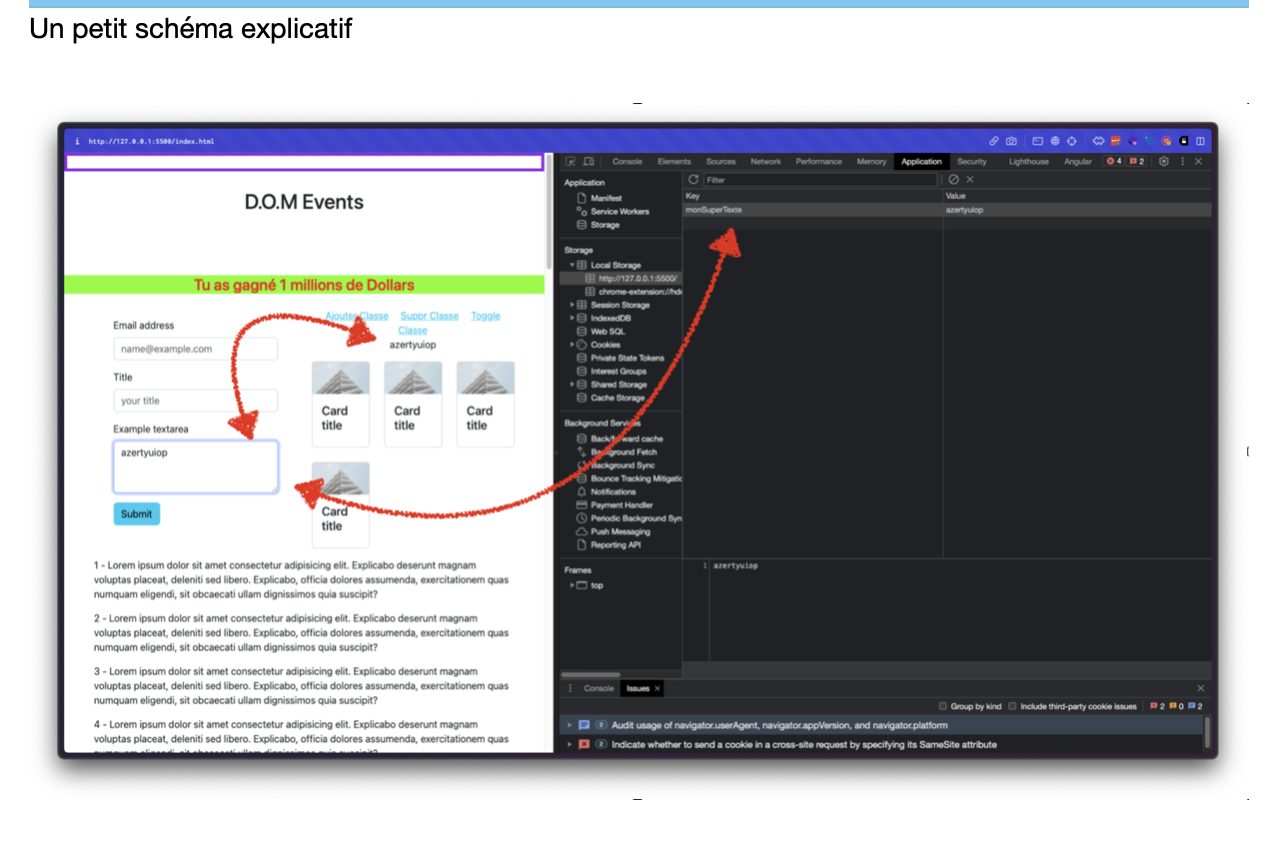 Un petit schéma explicatif
http://127.0.0.1:5500/index.html
D.O.M Events
Tu as gagné 1 millions de Dollars
Email address
name@example.com
Title
your title
Example textarea
azertyuiop
Submit
Ajouter Classe Suppr Classe Toggle
Classe
azertyuiop
Card
title
Card
title
Card
title
Card
title
1 - Lorem ipsum dolor sit amet consectetur adipisicing elit. Explicabo deserunt magnam
voluptas placeat, deleniti sed libero. Explicabo, officia dolores assumenda, exercitationem quas
numquam eligendi, sit obcaecati ullam dignissimos quia suscipit?
2 - Lorem ipsum dolor sit amet consectetur adipisicing elit. Explicabo deserunt magnam
voluptas placeat, deleniti sed libero. Explicabo, officia dolores assumenda, exercitationem quas
numquam eligendi, sit obcaecati ullam dignissimos quia suscipit?
3 - Lorem ipsum dolor sit amet consectetur adipisicing elit. Explicabo deserunt magnam
voluptas placeat, deleniti sed libero. Explicabo, officia dolores assumenda, exercitationem quas
numquam eligendi, sit obcaecati ullam dignissimos quia suscipit?
4 - Lorem ipsum dolor sit amet consectetur adipisicing elit. Explicabo deserunt magnam
voluptas placeat, deleniti sed libero. Explicabo, officia dolores assumenda, exercitationem quas
Console Elements Sources Network Performance Memory Application Security Lighthouse Angular 4 2
Application
Manifest
Service Workers
Storage
Storage
Local Storage
http://127.0.0.1:5500/
chrome-extension://hd
Session Storage
IndexedDB
Web SQL
Cookies
Private State Tokens
Interest Groups
Shared Storage
Cache Storage
Background Services
Back/forward cache
Background Fetch
Background Sync
Bounce Tracking Mitigatic
Notifications
Payment Handler
Periodic Background Syn
Push Messaging
Reporting API
Frames
top
Filter
Key Value
monSuperTexte azertyuiop
1 azertyuiop
Console Issues
Group by kind Include third-party cookie issues 2 0 2
2 Audit usage of navigator.userAgent, navigator.appVersion, and navigator.platform
2 Indicate whether to send a cookie in a cross-site request by specifying its SameSite attribute